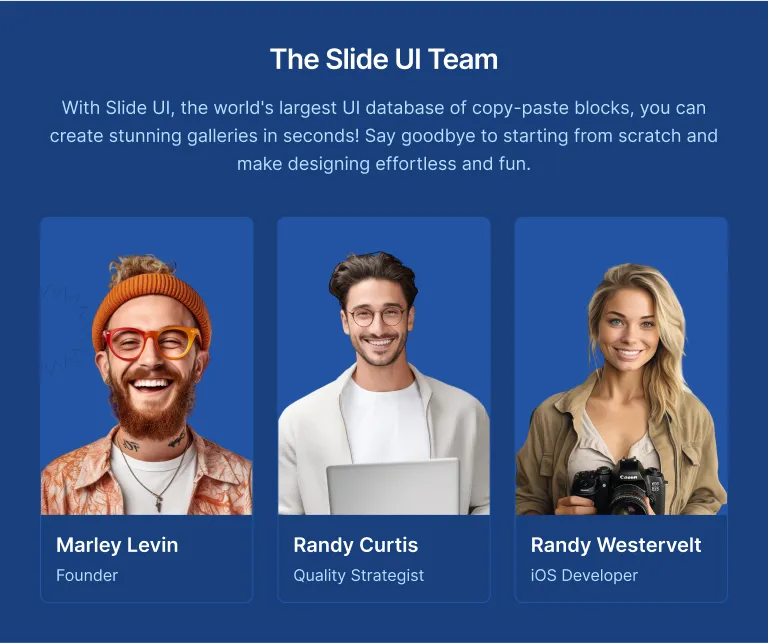 The Slide UI Team
With Slide UI, the world's largest UI database of copy-paste blocks, you can
create stunning galleries in seconds! Say goodbye to starting from scratch and
make designing effortless and fun.
Canon
Marley Levin
Founder
Randy Curtis
Quality Strategist
Randy Westervelt
iOS Developer